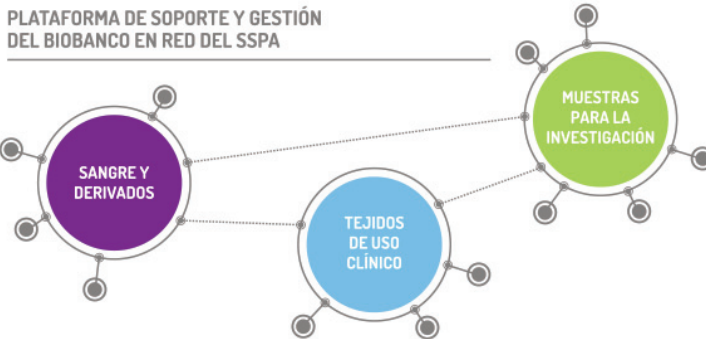 PLATAFORMA DE SOPORTE Y GESTIÓN
DEL BIOBANCO EN RED DEL SSPA
MUESTRAS
PARA LA
INVESTIGACIÓN
SANGRE Y
DERIVADOS
TEJIDOS
DE USO
CLÍNICO